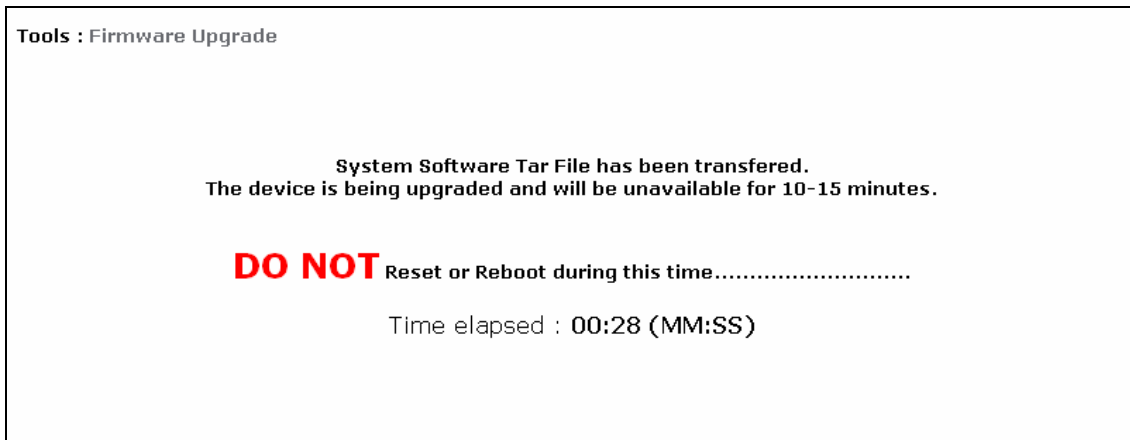 Tools : Firmware Upgrade
System Software Tar File has been transfered.
The device is being upgraded and will be unavailable for 10-15 minutes.
DO NOT Reset or Reboot during this time............................
Time elapsed : 00:28 (MM:SS)